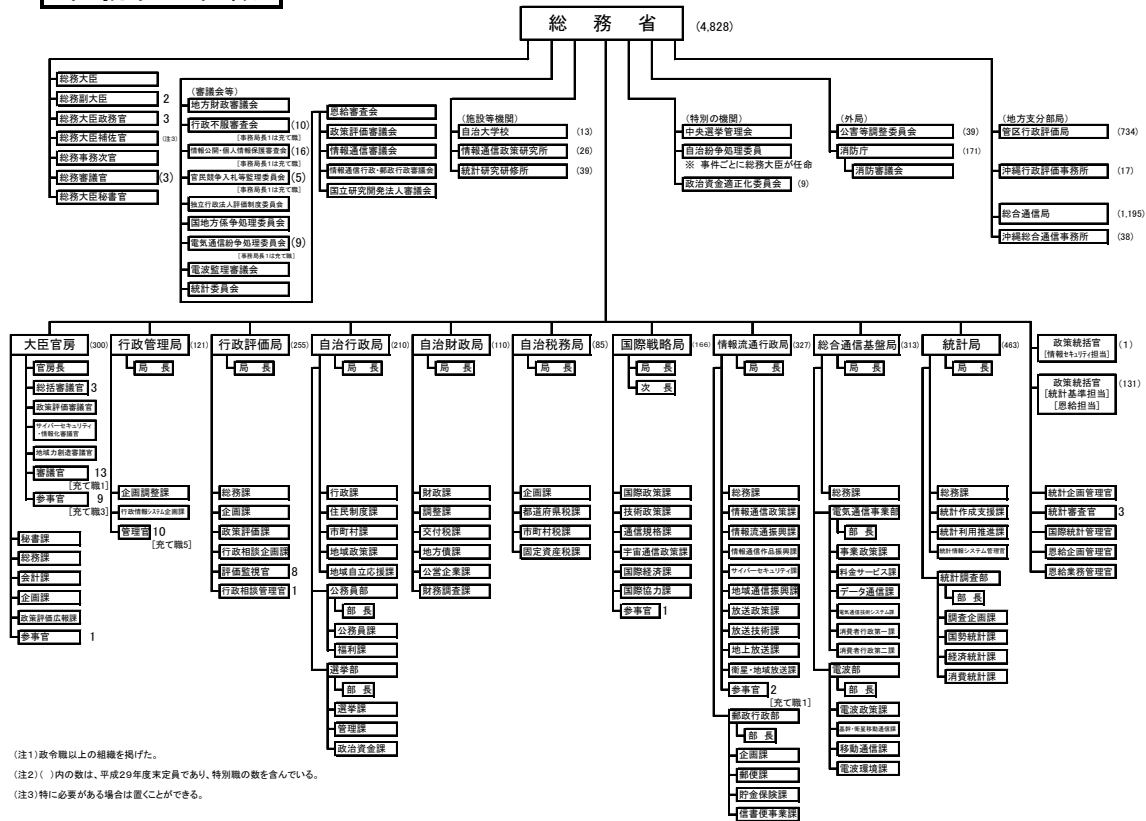 総務省 (4,828)
総務大臣
総務副大臣 2
総務大臣政務官 3
総務大臣補佐官 (注3)
総務事務次官
総務審議官 (3)
総務大臣秘書官
(審議会等)
地方財政審議会
行政不服審査会 (10)
[事務局長1は充て職]
情報公開・個人情報保護審査会 (16)
[事務局長1は充て職]
官民競争入札等監理委員会 (5)
[事務局長1は充て職]
独立行政法人評価制度委員会
国地方係争処理委員会
電気通信紛争処理委員会 (9)
[事務局長1は充て職]
電波監理審議会
統計委員会
恩給審査会
政策評価審議会
情報通信審議会
情報通信行政・郵政行政審議会
国立研究開発法人審議会
(施設等機関)
自治大学校 (13)
情報通信政策研究所 (26)
統計研究研修所 (39)
(特別の機関)
中央選挙管理会
自治紛争処理委員
※ 事件ごとに総務大臣が任命
政治資金適正化委員会 (9)
(外局)
公害等調整委員会 (39)
消防庁 (171)
消防審議会
(地方支分部局)
管区行政評価局 (734)
沖縄行政評価事務所 (17)
総合通信局 (1,195)
沖縄総合通信事務所 (38)
大臣官房 (300)
官房長
総括審議官 3
政策評価審議官
サイバーセキュリティ
・情報化審議官
地域力創造審議官
審議官 13
[充て職1]
参事官 9
[充て職3]
秘書課
総務課
会計課
企画課
政策評価広報課
参事官 1
行政管理局 (121)
局長
企画調整課
行政情報システム企画課
管理官 10
[充て職5]
行政評価局 (255)
局長
総務課
企画課
政策評価課
行政相談企画課
評価監視官 8
行政相談管理官 1
自治行政局 (210)
局長
行政課
住民制度課
市町村課
地域政策課
地域自立応援課
公務員部
部長
公務員課
福利課
選挙部
部長
選挙課
管理課
政治資金課
自治財政局 (110)
局長
財政課
調整課
交付税課
地方債課
公営企業課
財務調査課
自治税務局 (85)
局長
企画課
都道府県税課
市町村税課
固定資産税課
国際戦略局 (166)
局長
次長
国際政策課
技術政策課
通信規格課
宇宙通信政策課
国際経済課
国際協力課
参事官 1
情報流通行政局 (327)
局長
総務課
情報通信政策課
情報流通振興課
情報通信作品振興課
サイバーセキュリティ課
地域通信振興課
放送政策課
放送技術課
地上放送課
衛星・地域放送課
参事官 2
[充て職1]
郵政行政部
部長
企画課
郵便課
貯金保険課
信書便事業課
総合通信基盤局 (313)
局長
総務課
電気通信事業部
部長
事業政策課
料金サービス課
データ通信課
電気通信技術システム課
消費者行政第一課
消費者行政第二課
電波部
部長
電波政策課
基幹・衛星移動通信課
移動通信課
電波環境課
統計局 (463)
局長
総務課
統計作成支援課
統計利用推進課
統計情報システム管理官
統計調査部
部長
調査企画課
国勢統計課
経済統計課
消費統計課
政策統括官 (1)
[情報セキュリティ担当]
政策統括官 (131)
[統計基準担当]
[恩給担当]
統計企画管理官
統計審査官 3
国際統計管理官
恩給企画管理官
恩給業務管理官
(注1)政令職以上の組織を掲げた。
(注2)( )内の数は、平成29年度末定員であり、特別職の数を含んでいる。
(注3)特に必要がある場合は置くことができる。